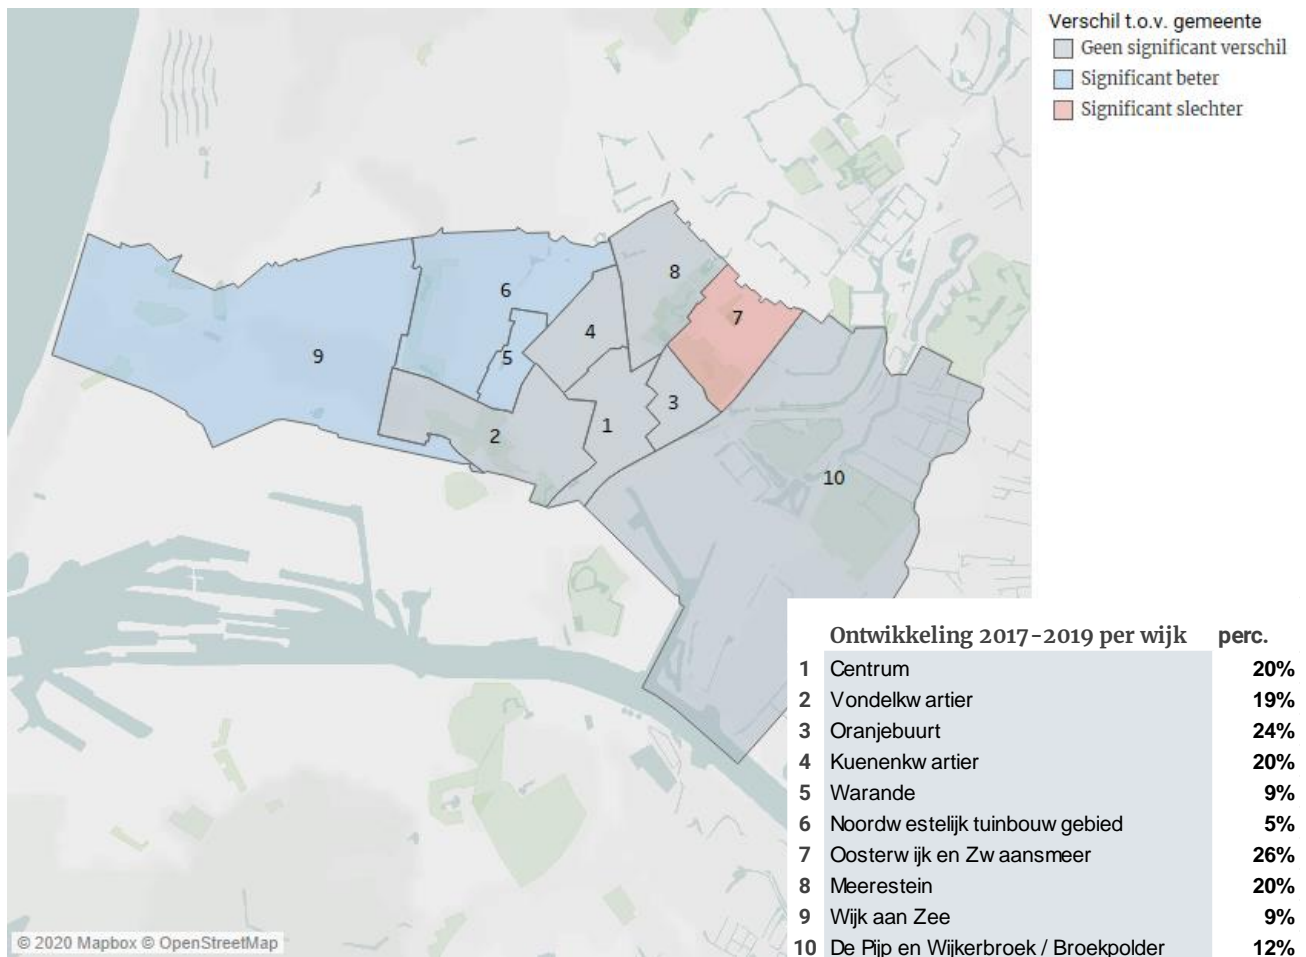 Verschil t.o.v. gemeente
Geen significant verschil
Significant beter
Significant slechter
8
6
7
4
9
5
3
1
2
10
Ontwikkeling 2017-2019 per wijk perc.
1 Centrum 20%
2 Vondelkw artier 19%
3 Oranjebuurt 24%
4 Kuenenkw artier 20%
5 Warande 9%
6 Noordw estelijk tuinbouw gebied 5%
7 Oosterw ijk en Zw aansmeer 26%
8 Meerestein 20%
9 Wijk aan Zee 9%
10 De Pijp en Wijkerbroek / Broekpolder 12%
© 2020 Mapbox © OpenStreetMap